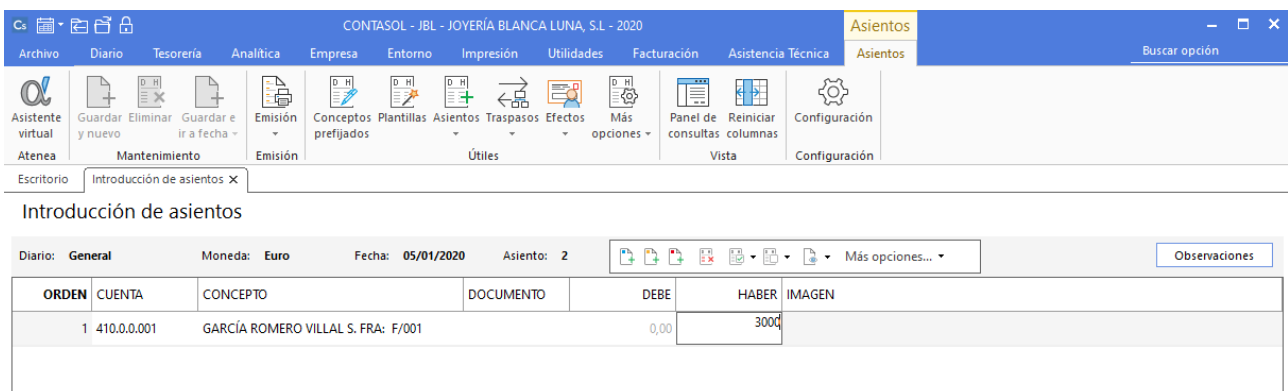 Cs CONTASOL - JBL - JOYERÍA BLANCA LUNA, S.L - 2020 Asientos
Archivo Diario Tesorería Analítica Empresa Entorno Impresión Utilidades Facturación Asistencia Técnica Asientos Buscar opción
Asistente virtual
Guardar y nuevo
Eliminar
Guardar e ir a fecha
Emisión
Conceptos prefijados
Plantillas
Asientos
Traspasos
Efectos
Más opciones
Panel de consultas
Reiniciar columnas
Configuración
Atenea Mantenimiento Emisión Útiles Vista Configuración
Escritorio Introducción de asientos X
Introducción de asientos
Diario: General Moneda: Euro Fecha: 05/01/2020 Asiento: 2 Más opciones... Observaciones
ORDEN CUENTA CONCEPTO DOCUMENTO DEBE HABER IMAGEN
1 410.0.0.001 GARCÍA ROMERO VILLAL S. FRA: F/001 0,00 3000